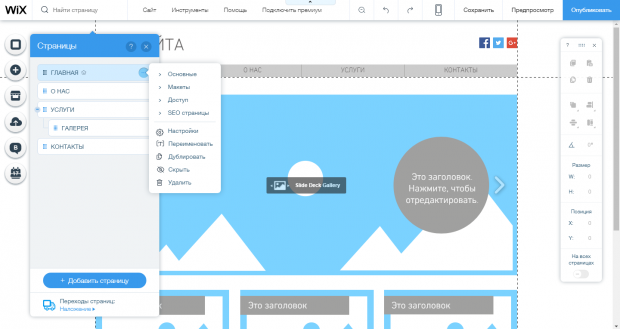 WiX
Найти страницу
Сайт
Инструменты
Помощь
Подключить премиум
Сохранить
Предпросмотр
Опубликовать
Страницы
?
ЙТА
ГЛАВНАЯ
О НАС
УСЛУГИ
ГАЛЕРЕЯ
КОНТАКТЫ
Основные
Макеты
Доступ
SEO страницы
Настройки
Переименовать
Дублировать
Скрыть
Удалить
О НАС
УСЛУГИ
КОНТАКТЫ
Slide Deck Gallery
Это заголовок.
Нажмите, чтобы
отредактировать.
+ Добавить страницу
Переходы страниц:
Наложение
Это заголовок
Это заголовок
Это заголовок
?
0
Размер
W: 0
H: 0
Позиция
X: 0
Y: 0
На всех
страницах